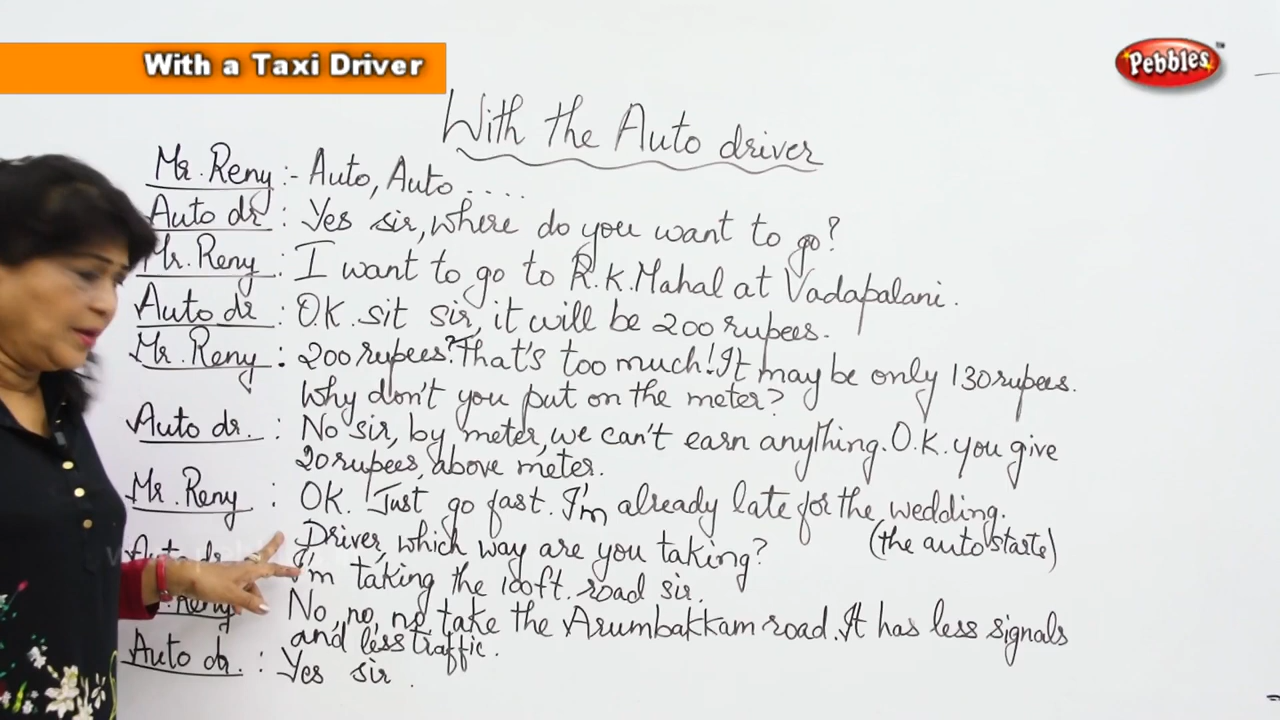 With a Taxi Driver
Pebbles
With the Auto driver
Mr. Reny :- Auto, Auto ....
Auto dr : Yes sir, where do you want to go?
Mr. Reny : I want to go to R.K. Mahal at Vadapalani.
Auto dr : O.K. sit sir, it will be 200 rupees.
Mr. Reny : 200 rupees? That's too much! It may be only 130 rupees.
Why don't you put on the meter?
Auto dr. : No sir, by meter, we can't earn anything. O.K. you give
20 rupees, above meter.
Mr. Reny : OK. Just go fast. I'm already late for the wedding.
(the auto starts)
Driver, which way are you taking?
Auto dr I'm taking the 100ft. road sir.
Reny No, no, no, take the Arumbakkam road. It has less signals
and less traffic.
Auto dr. : Yes sir.